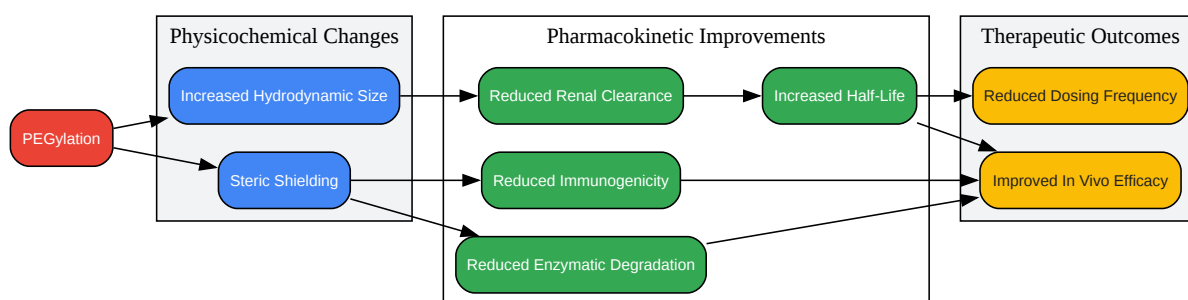 Physicochemical Changes
Pharmacokinetic Improvements
Therapeutic Outcomes
Increased Hydrodynamic Size
Reduced Renal Clearance
Increased Half-Life
Reduced Dosing Frequency
PEGylation
Steric Shielding
Reduced Immunogenicity
Improved In Vivo Efficacy
Reduced Enzymatic Degradation